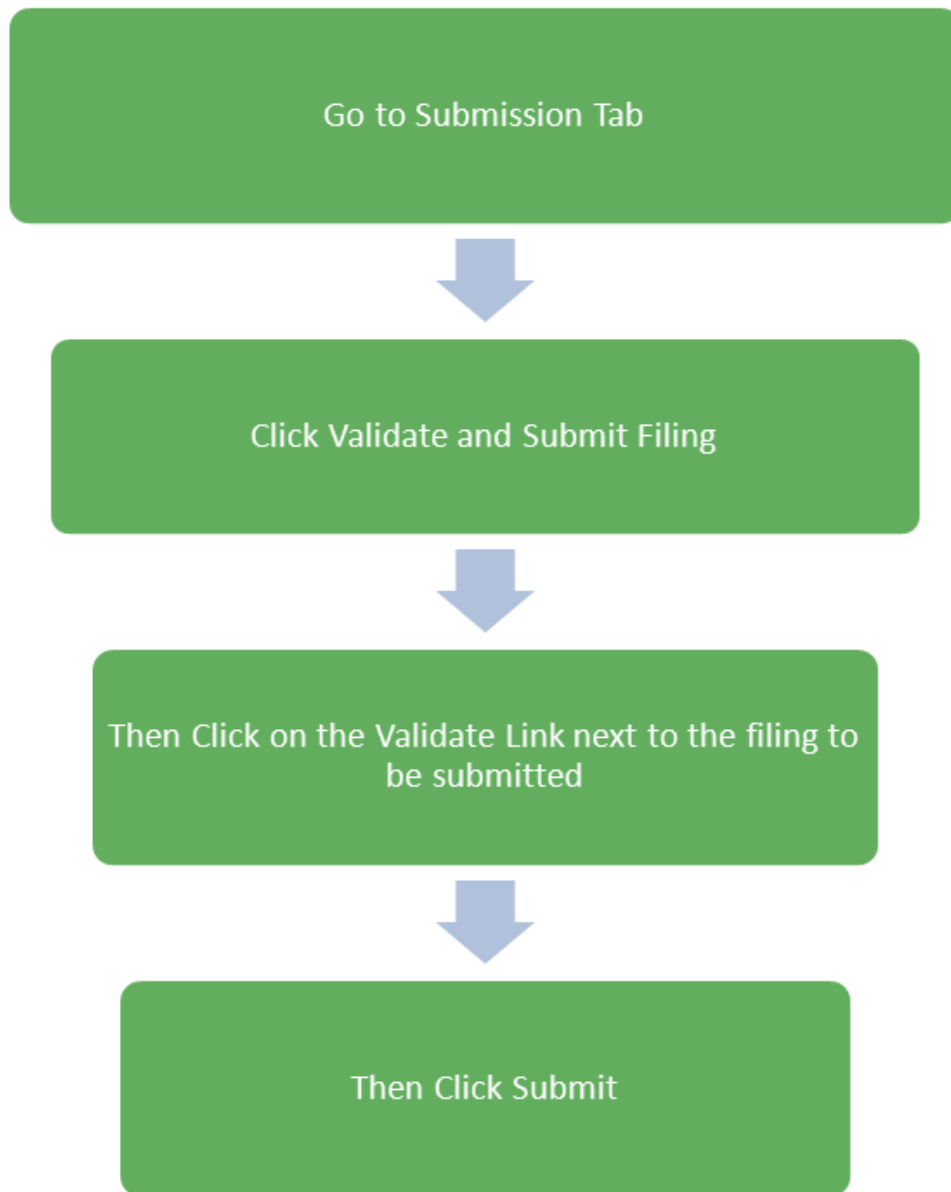 Go to Submission Tab
Click Validate and Submit Filing
Then Click on the Validate Link next to the filing to
be submitted
Then Click Submit